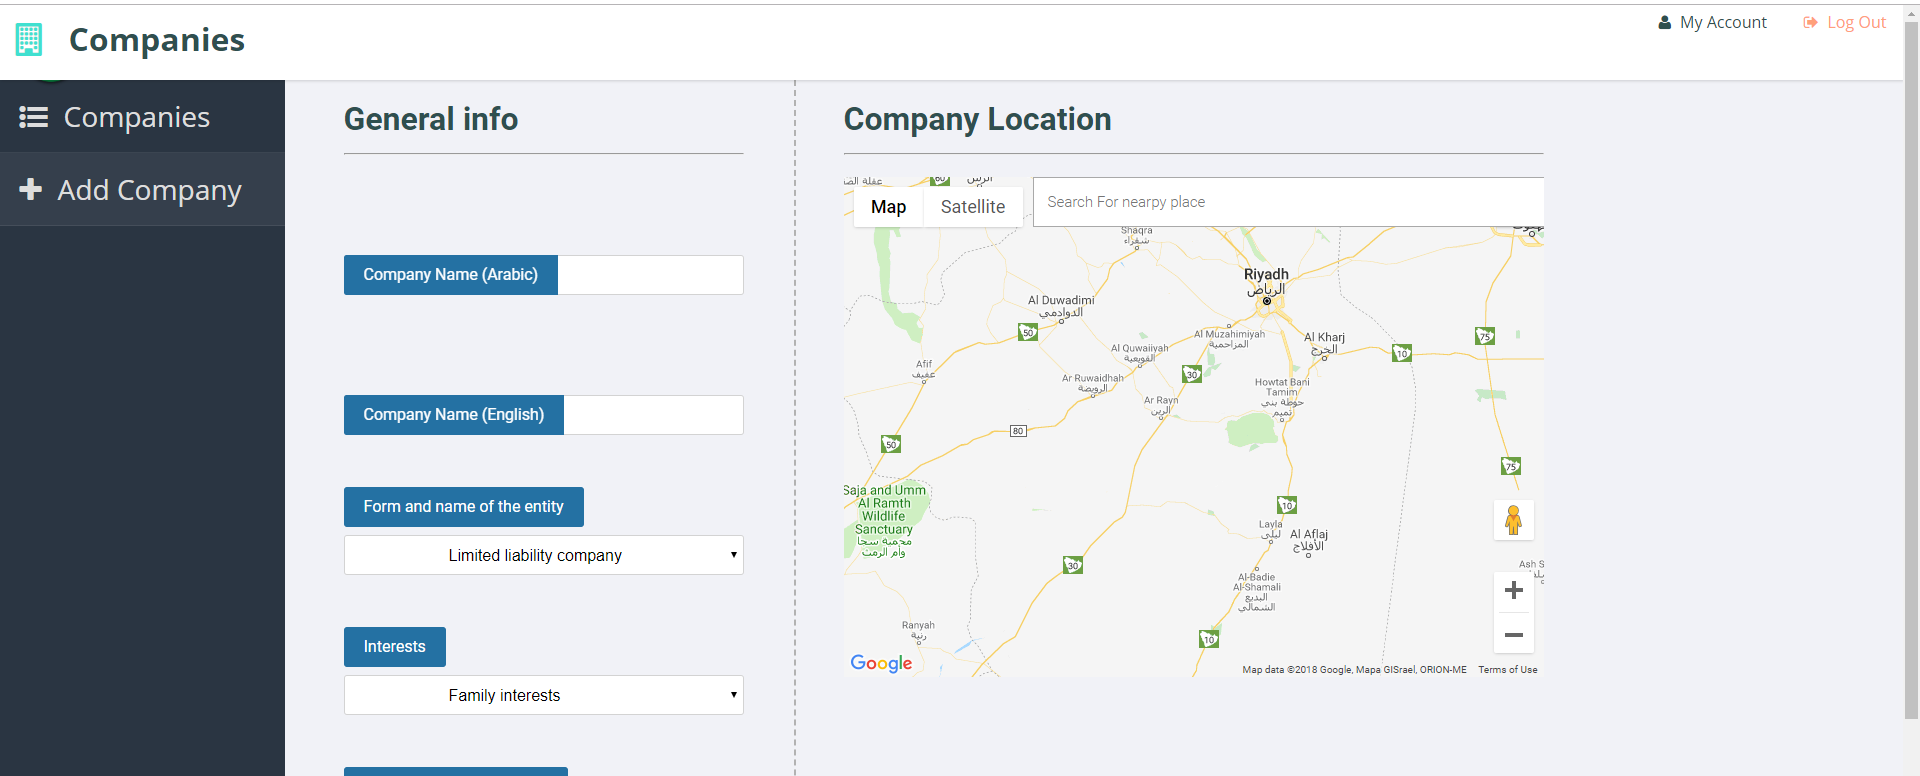 Companies
My Account
Log Out
Companies
Add Company
General info
Company Name (Arabic)
Company Name (English)
Form and name of the entity
Limited liability company
Interests
Family interests
Company Location
Map
Satellite
Search For nearpy place
60
Shaqra
شقراء
Riyadh
الرياض
Al Duwadimi
الدوادمي
50
Al Muzahimiyah
المزاحمية
Al Kharj
الخرج
75
10
Al Quwaiiyah
القويعية
Afif
عفيف
30
Ar Ruwaidhah
الرويضة
Howtat Bani
Tamim
حوطة بني
تميم
Ar Rayn
الرين
80
50
75
Saja and Umm
Al Ramth
Wildlife
Sanctuary
محمية سجا
وأم الرمث
10
Layla
ليلى
Al Aflaj
الأفلاج
30
Ash S
Al-Badie
Al-Shamali
البديع
الشمالي
Ranyah
رنية
10
Google
Map data ©2018 Google, Mapa GISrael, ORION-ME
Terms of Use